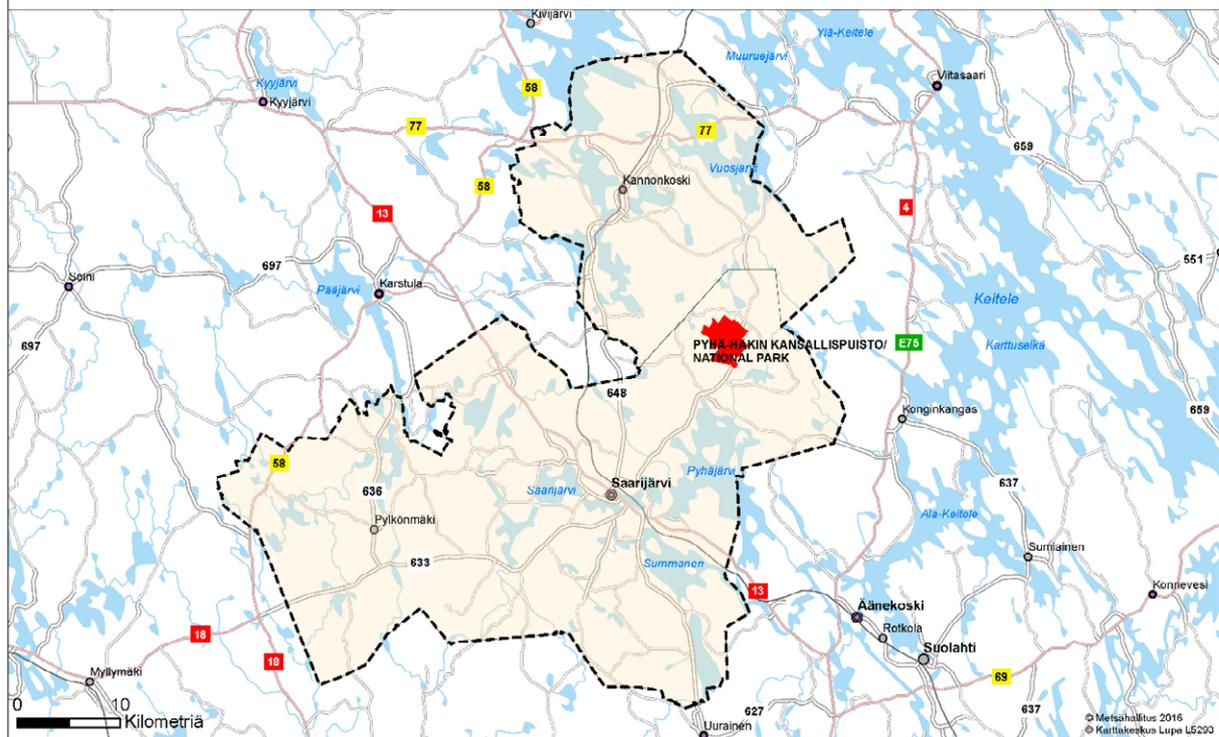 Kivijärvi
Ylä-Keitele
Muuruejärvi
Kyyjärvi
Kyyjärvi
58
Viitasaari
77
77
659
Vuosjärvi
58
Kannonkoski
13
4
697
551
Soini
Pääjärvi
Karstula
Keitele
697
PYHÄ-HÄKIN KANSALLISPUISTO/
NATIONAL PARK
E75
Karttuselkä
648
659
Konginkangas
58
Pyhäjärvi
636
Saarijärvi
Saarijärvi
637
Pylkönmäki
Ala-Keitele
Sumiainen
633
Summanen
13
Konnevesi
Äänekoski
18
Rotkola
Suolahti
18
Myllymäki
69
0 10
Kilometriä
627
637
Uurainen
© Metsähallitus 2016
© Karttakeskus Lupa L5293